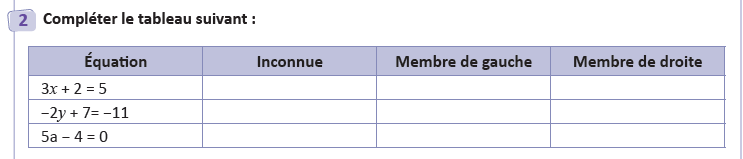 2 Compléter le tableau suivant :
Équation Inconnue Membre de gauche Membre de droite
3x + 2 = 5
−2y + 7= −11
5a − 4 = 0